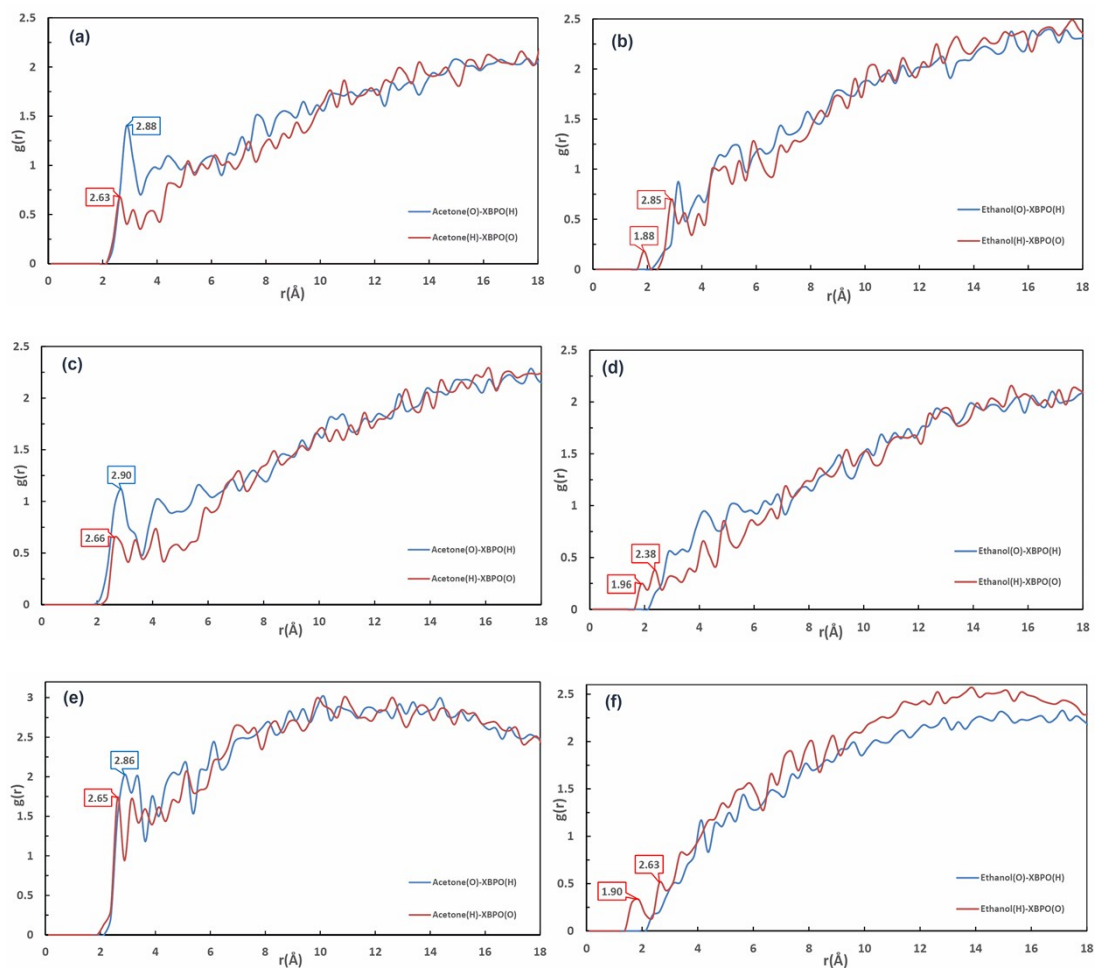 (a)
2.5
2
1.5
1
0.5
0
g(r)
2.88
2.63
Acetone(O)-XBPO(H)
Acetone(H)-XBPO(O)
0 2 4 6 8 10 12 14 16 18
r(Å)
(b)
2.5
2
1.5
1
0.5
0
g(r)
2.85
1.88
Ethanol(O)-XBPO(H)
Ethanol(H)-XBPO(O)
0 2 4 6 8 10 12 14 16 18
r(Å)
(c)
2.5
2
1.5
1
0.5
0
g(r)
2.90
2.66
Acetone(O)-XBPO(H)
Acetone(H)-XBPO(O)
0 2 4 6 8 10 12 14 16 18
r(Å)
(d)
2.5
2
1.5
1
0.5
0
g(r)
2.38
1.96
Ethanol(O)-XBPO(H)
Ethanol(H)-XBPO(O)
0 2 4 6 8 10 12 14 16 18
r(Å)
(e)
3
2.5
2
1.5
1
0.5
0
g(r)
2.86
2.65
Acetone(O)-XBPO(H)
Acetone(H)-XBPO(O)
0 2 4 6 8 10 12 14 16 18
r(Å)
(f)
2.5
2
1.5
1
0.5
0
g(r)
2.63
1.90
Ethanol(O)-XBPO(H)
Ethanol(H)-XBPO(O)
0 2 4 6 8 10 12 14 16 18
r(Å)